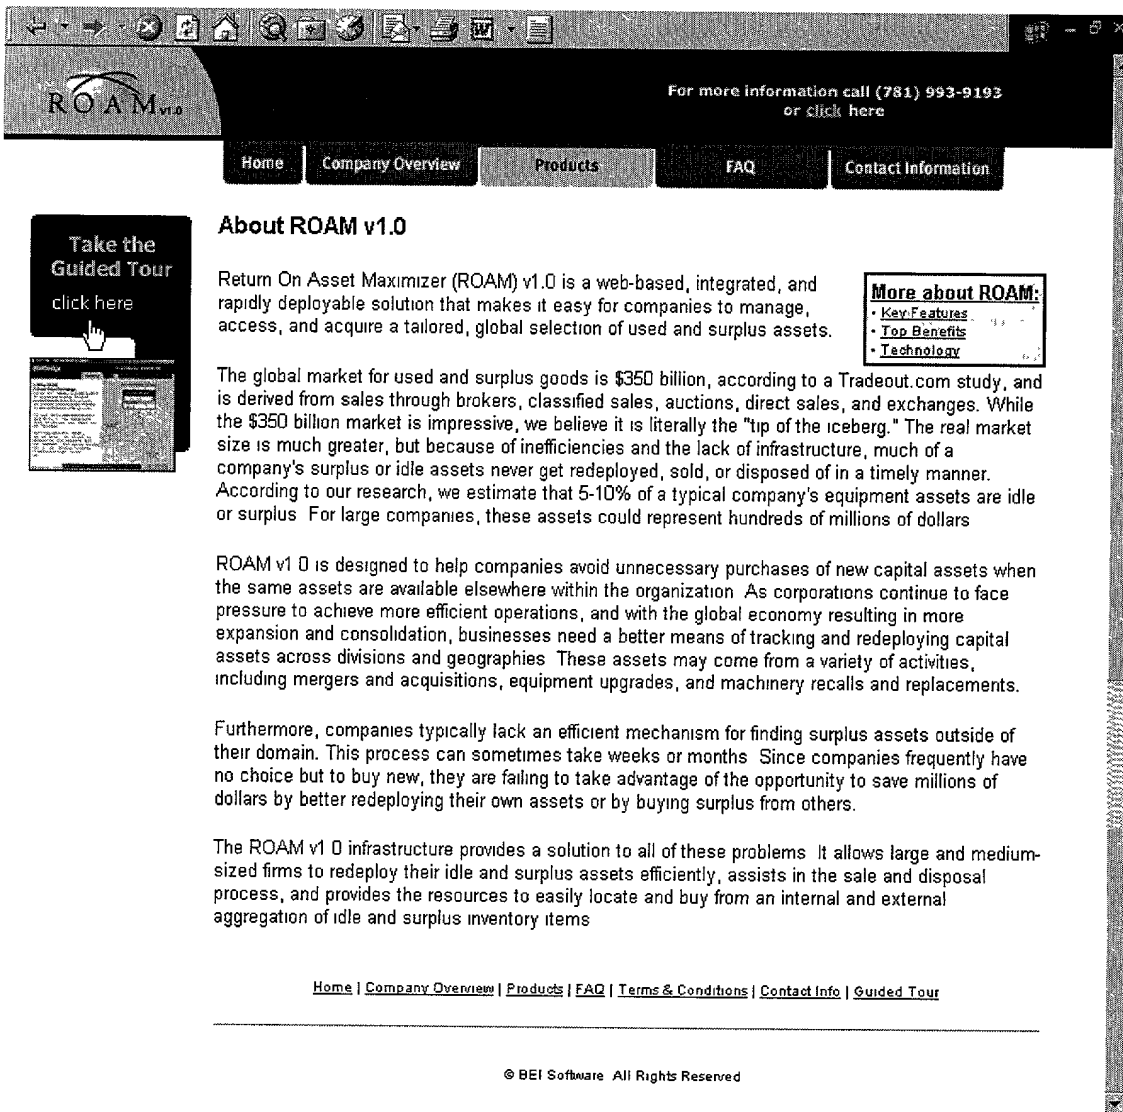 ROAM v1.0
For more information call (781) 993-9193
or click here
Home
Company Overview
Products
FAQ
Contact Information
Take the
Guided Tour
click here
About ROAM v1.0
Return On Asset Maximizer (ROAM) v1.0 is a web-based, integrated, and
rapidly deployable solution that makes it easy for companies to manage,
access, and acquire a tailored, global selection of used and surplus assets.
More about ROAM:
• Key Features
• Top Benefits
• Technology
The global market for used and surplus goods is $350 billion, according to a Tradeout.com study, and
is derived from sales through brokers, classified sales, auctions, direct sales, and exchanges. While
the $350 billion market is impressive, we believe it is literally the "tip of the iceberg." The real market
size is much greater, but because of inefficiencies and the lack of infrastructure, much of a
company's surplus or idle assets never get redeployed, sold, or disposed of in a timely manner.
According to our research, we estimate that 5-10% of a typical company's equipment assets are idle
or surplus For large companies, these assets could represent hundreds of millions of dollars
ROAM v1 0 is designed to help companies avoid unnecessary purchases of new capital assets when
the same assets are available elsewhere within the organization As corporations continue to face
pressure to achieve more efficient operations, and with the global economy resulting in more
expansion and consolidation, businesses need a better means of tracking and redeploying capital
assets across divisions and geographies These assets may come from a variety of activities,
including mergers and acquisitions, equipment upgrades, and machinery recalls and replacements.
Furthermore, companies typically lack an efficient mechanism for finding surplus assets outside of
their domain. This process can sometimes take weeks or months Since companies frequently have
no choice but to buy new, they are failing to take advantage of the opportunity to save millions of
dollars by better redeploying their own assets or by buying surplus from others.
The ROAM v1 0 infrastructure provides a solution to all of these problems It allows large and medium-
sized firms to redeploy their idle and surplus assets efficiently, assists in the sale and disposal
process, and provides the resources to easily locate and buy from an internal and external
aggregation of idle and surplus inventory items
Home | Company Overview | Products | FAQ | Terms & Conditions | Contact Info | Guided Tour
© BEI Software All Rights Reserved